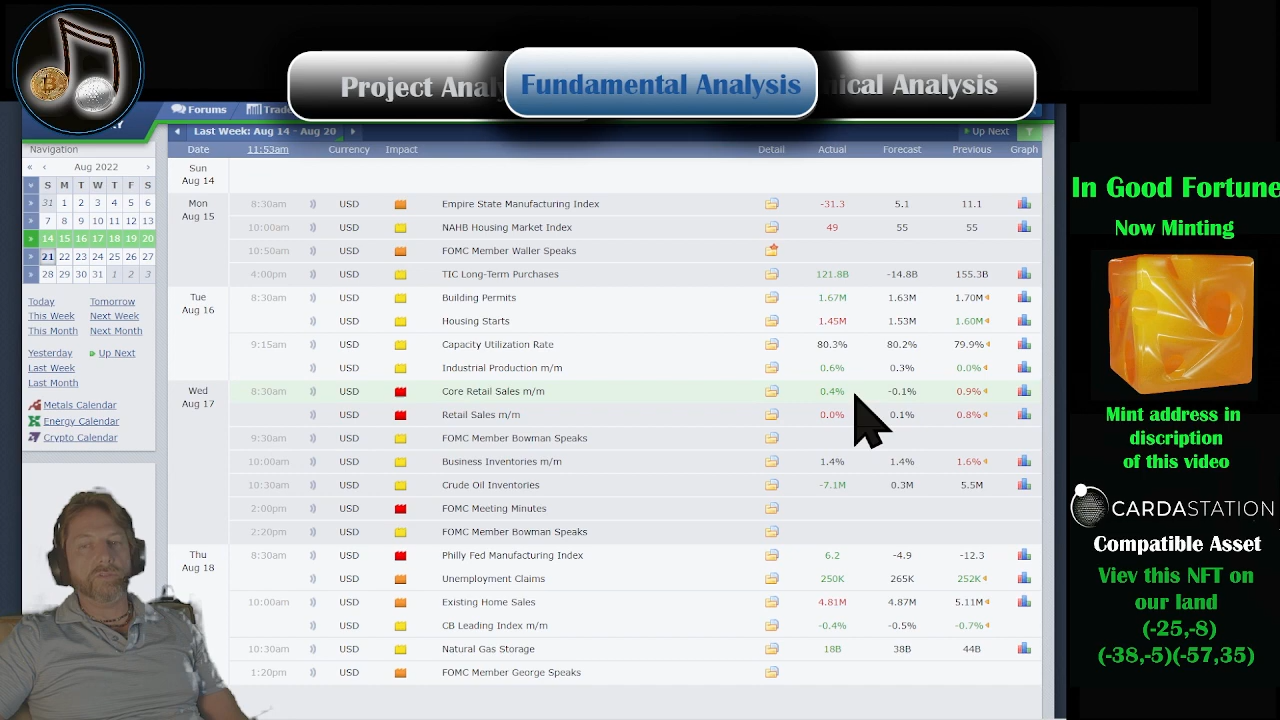 Project Analy
Fundamental Analysis
nical Analysis
Forums
Trade
Last Week: Aug 14 - Aug 20
Up Next
Date 11:53am Currency Impact Detail Actual Forecast Previous Graph
Navigation
Aug 2022
S M T W T F S
31 1 2 3 4 5 6
7 8 9 10 11 12 13
14 15 16 17 18 19 20
21 22 23 24 25 26 27
28 29 30 31 1 2 3
Today Tomorrow
This Week Next Week
This Month Next Month
Yesterday Up Next
Last Week
Last Month
Metals Calendar
Energy Calendar
Crypto Calendar
Sun
Aug 14
Mon
Aug 15
8:30am USD Empire State Manufacturing Index -31.3 5.1 11.1
10:00am USD NAHB Housing Market Index 49 55 55
10:50am USD FOMC Member Waller Speaks
4:00pm USD TIC Long-Term Purchases 121.8B -14.8B 155.3B
Tue
Aug 16
8:30am USD Building Permits 1.67M 1.63M 1.70M
USD Housing Starts 1.45M 1.53M 1.60M
9:15am USD Capacity Utilization Rate 80.3% 80.2% 79.9%
USD Industrial Production m/m 0.6% 0.3% 0.0%
Wed
Aug 17
8:30am USD Core Retail Sales m/m 0.4% -0.1% 0.9%
USD Retail Sales m/m 0.0% 0.1% 0.8%
9:30am USD FOMC Member Bowman Speaks
10:00am USD Business Inventories m/m 1.4% 1.4% 1.6%
10:30am USD Crude Oil Inventories -7.1M 0.3M 5.5M
2:00pm USD FOMC Meeting Minutes
2:20pm USD FOMC Member Bowman Speaks
Thu
Aug 18
8:30am USD Philly Fed Manufacturing Index 6.2 -4.9 -12.3
USD Unemployment Claims 250K 265K 252K
10:00am USD Existing Home Sales 4.81M 4.87M 5.11M
USD CB Leading Index m/m -0.4% -0.5% -0.7%
10:30am USD Natural Gas Storage 18B 38B 44B
1:20pm USD FOMC Member George Speaks
In Good Fortune
Now Minting
Mint address in
discription
of this video
CARDASTATION
Compatible Asset
Viev this NFT on
our land
(-25,-8)
(-38,-5)(-57,35)